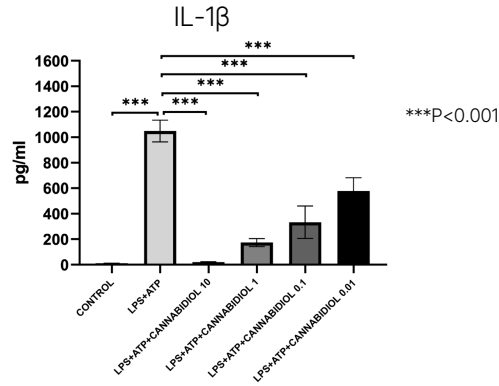 IL-1β
***
***
***
*** ***
***P<0.001
pg/ml
1600
1400
1200
1000
800
600
400
200
0
CONTROL
LPS+ATP
LPS+ATP+CANNABIDIOL 10
LPS+ATP+CANNABIDIOL 1
LPS+ATP+CANNABIDIOL 0.1
LPS+ATP+CANNABIDIOL 0.01